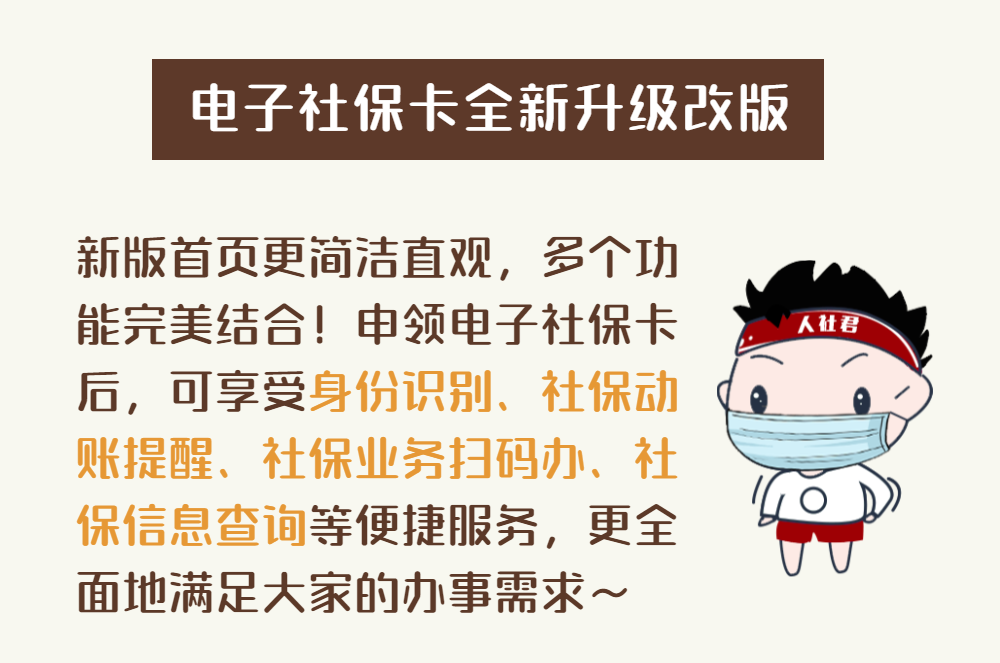 电子社保卡全新升级改版
新版首页更简洁直观，多个功
能完美结合！申领电子社保卡
后，可享受身份识别、社保动
账提醒、社保业务扫码办、社
保信息查询等便捷服务，更全
面地满足大家的办事需求～
人社君